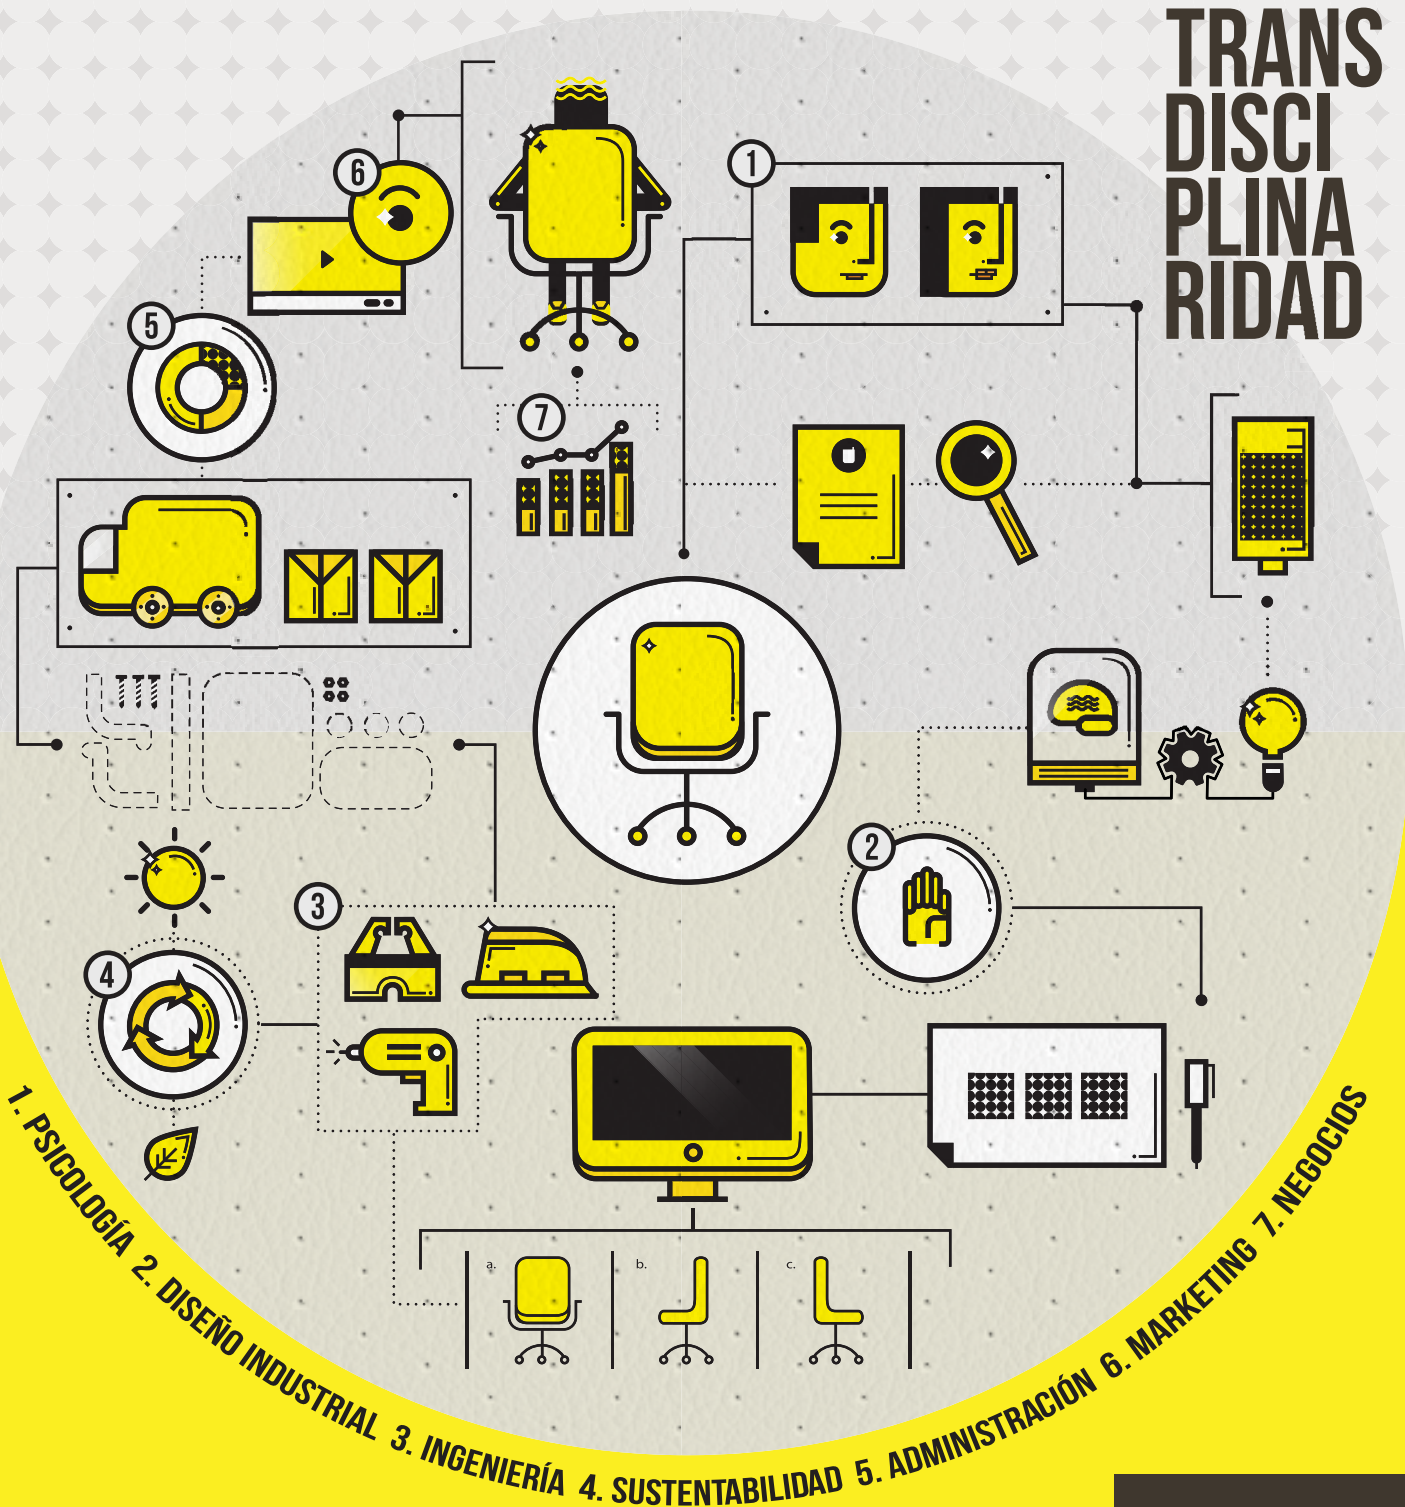 TRANS
DISCI
PLINA
RIDAD
1
6
5
7
2
3
4
a.
b.
c.
1. PSICOLOGÍA 2. DISEÑO INDUSTRIAL 3. INGENIERÍA 4. SUSTENTABILIDAD 5. ADMINISTRACIÓN 6. MARKETING 7. NEGOCIOS